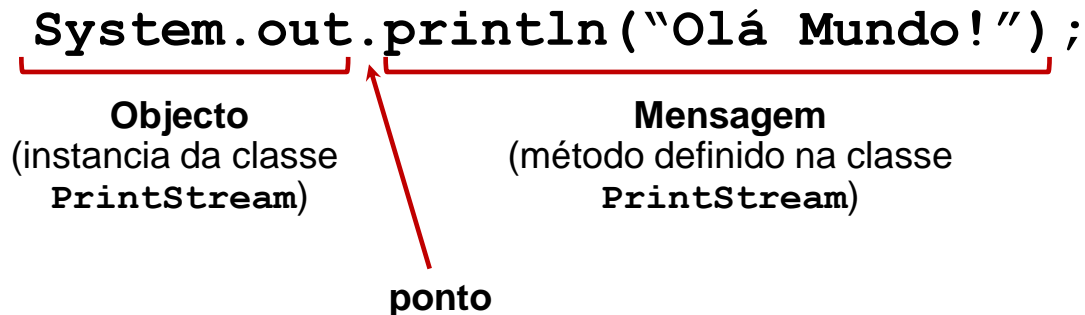 System.out.println(“Olá Mundo!”);
Objecto
(instancia da classe
PrintStream)
Mensagem
(método definido na classe
PrintStream)
ponto